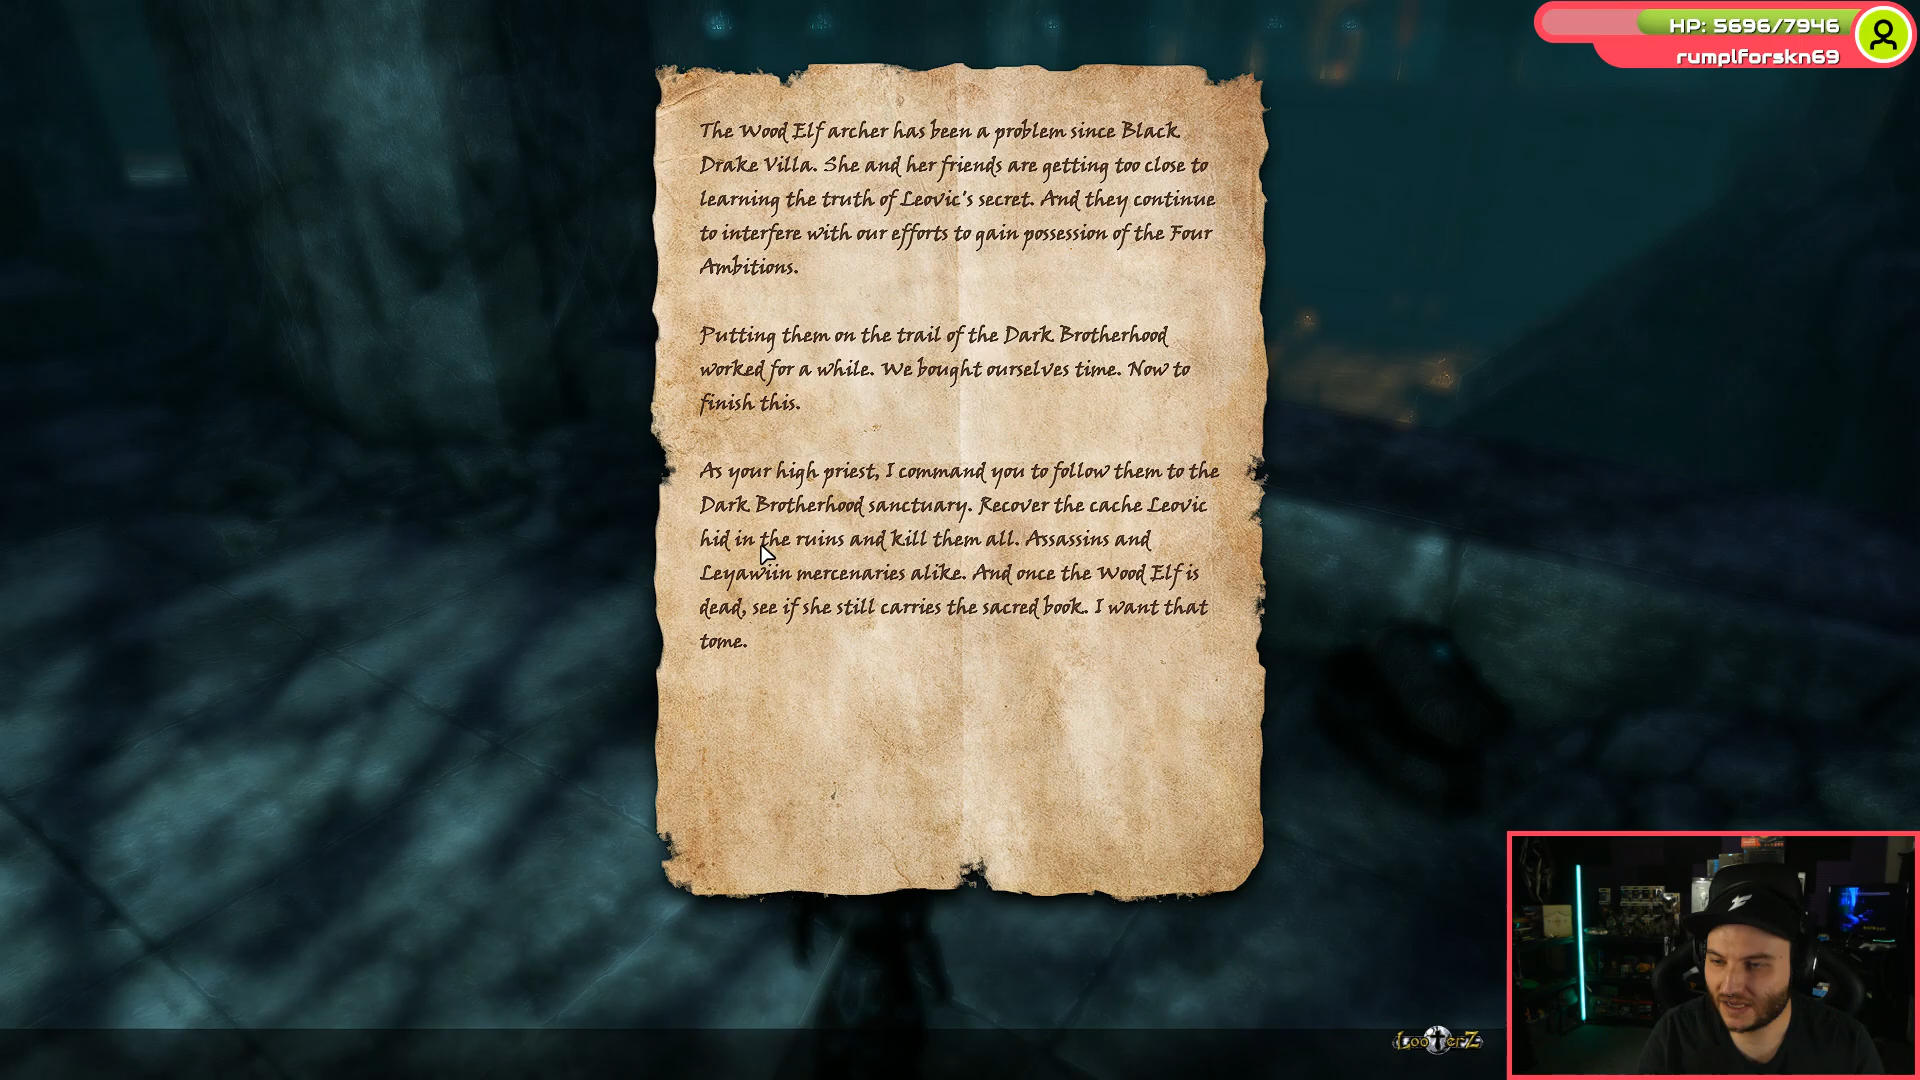 HP: 5696/7946
rumplforskn69
The Wood Elf archer has been a problem since Black
Drake Villa. She and her friends are getting too close to
learning the truth of Leovic's secret. And they continue
to interfere with our efforts to gain possession of the Four
Ambitions.
Putting them on the trail of the Dark Brotherhood
worked for a while. We bought ourselves time. Now to
finish this.
As your high priest, I command you to follow them to the
Dark Brotherhood sanctuary. Recover the cache Leovic
hid in the ruins and kill them all. Assassins and
Leyawiin mercenaries alike. And once the Wood Elf is
dead, see if she still carries the sacred book. I want that
tome.
LooterZ